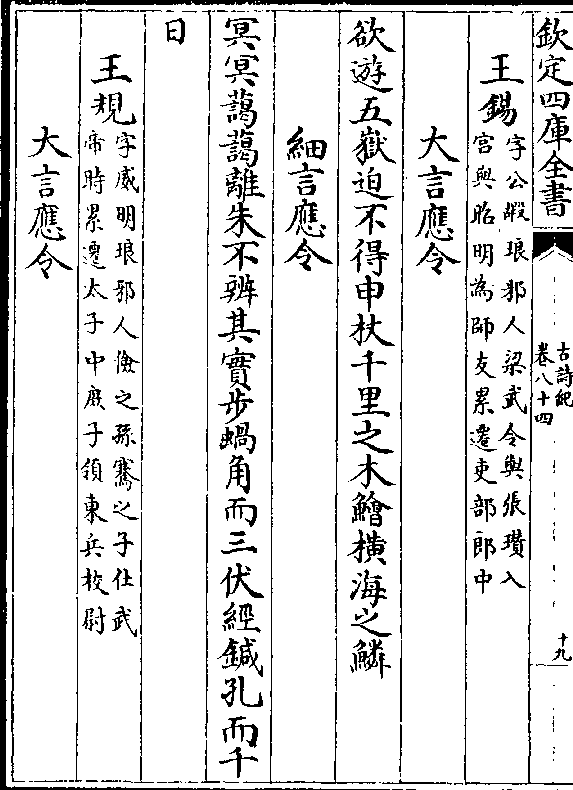 欽定四庫全書
古詩紀
卷八十四
十九
王錫
字公嘏琅邪人梁武令與張瓚入
宮與昭明為師友累遷吏部郎中
大言應令
欲遊五嶽迫不得申杖千里之木鱠横海之鱗
細言應令
冥冥藹藹離朱不辨其實步蝸角而三伏經鍼孔而千
日
王規
字威明琅邪人儉之孫騫之子仕武
帝時累遷太子中庶子領東兵校尉
大言應令